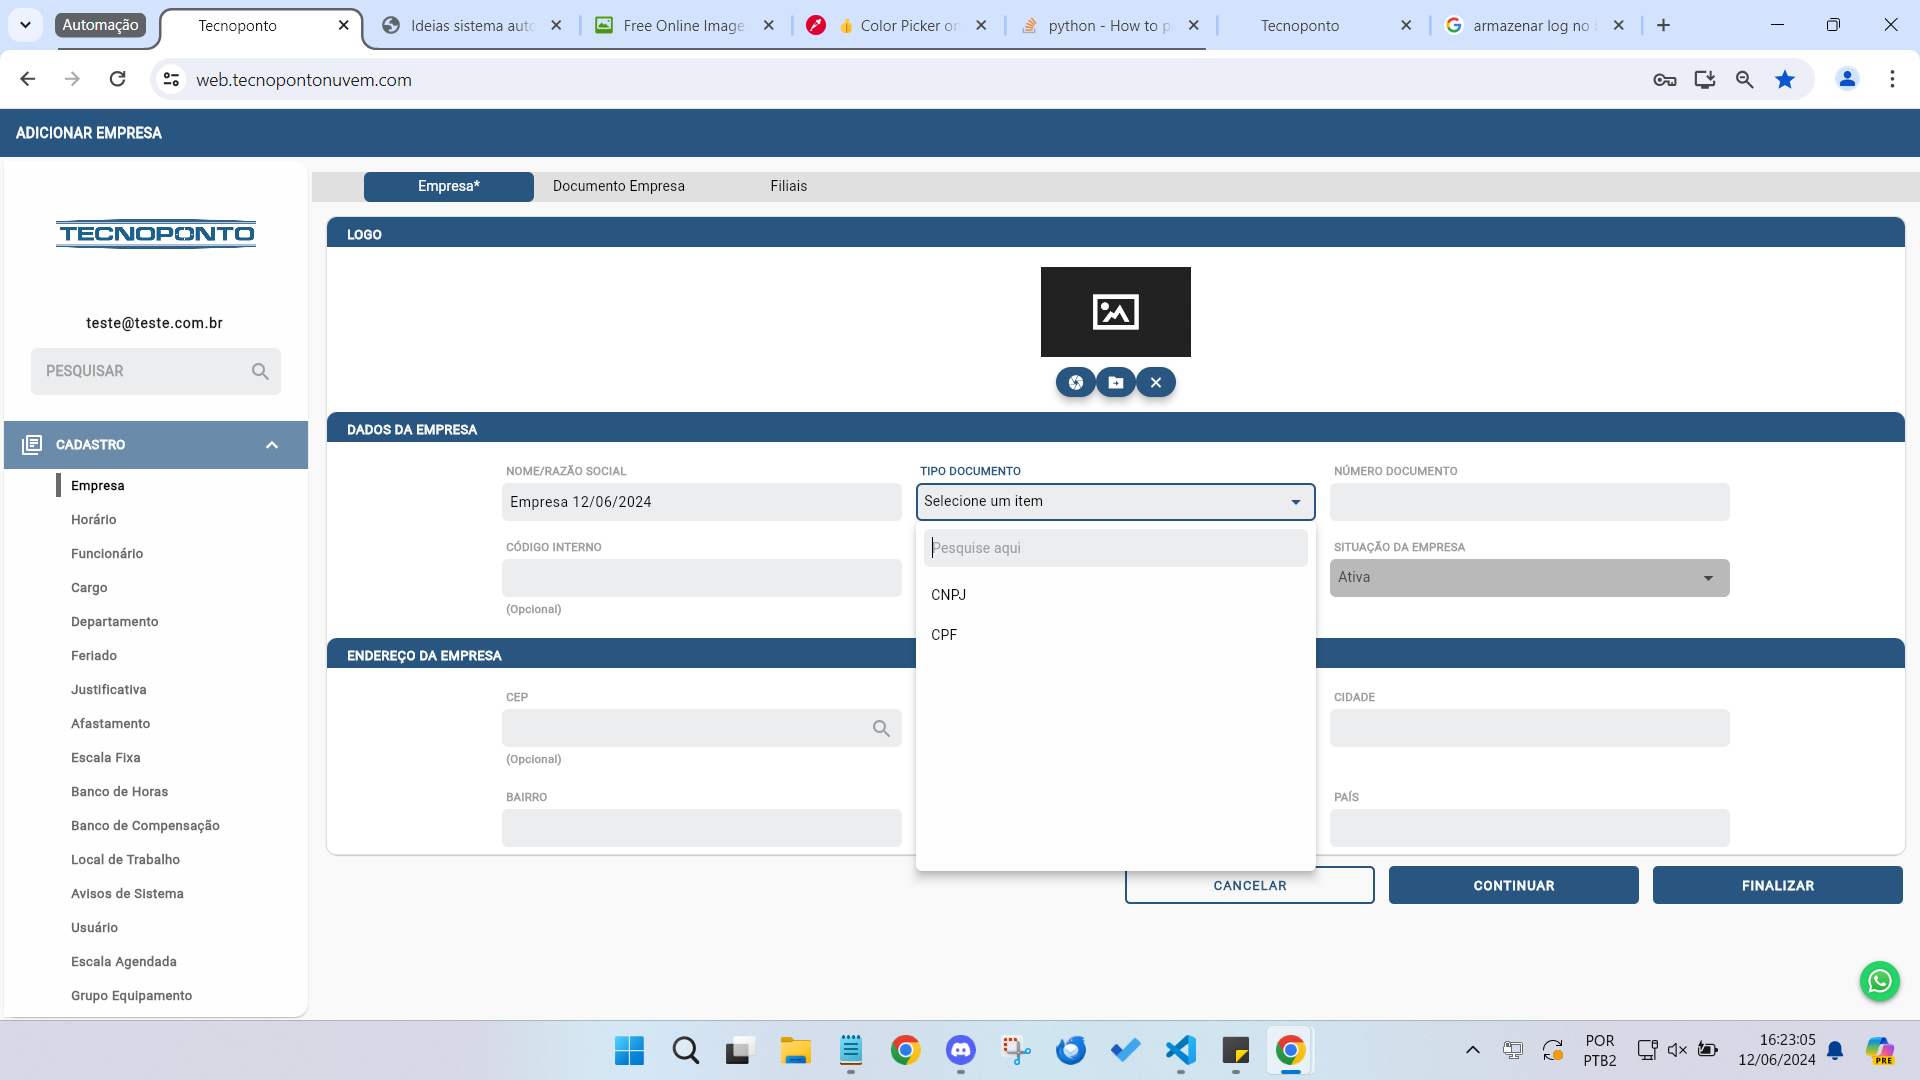 Automação
Tecnoponto
Ideias sistema auto
Free Online Image
👍 Color Picker on
python - How to p
Tecnoponto
armazenar log no
web.tecnopontonuvem.com
ADICIONAR EMPRESA
Empresa*
Documento Empresa
Filiais
TECNOPONTO
teste@teste.com.br
PESQUISAR
CADASTRO
Empresa
Horário
Funcionário
Cargo
Departamento
Feriado
Justificativa
Afastamento
Escala Fixa
Banco de Horas
Banco de Compensação
Local de Trabalho
Avisos de Sistema
Usuário
Escala Agendada
Grupo Equipamento
LOGO
DADOS DA EMPRESA
NOME/RAZÃO SOCIAL
Empresa 12/06/2024
TIPO DOCUMENTO
Selecione um item
NÚMERO DOCUMENTO
Pesquise aqui
CNPJ
CPF
CÓDIGO INTERNO
(Opcional)
SITUAÇÃO DA EMPRESA
Ativa
ENDEREÇO DA EMPRESA
CEP
(Opcional)
CIDADE
BAIRRO
PAÍS
CANCELAR
CONTINUAR
FINALIZAR
POR
PTB2
16:23:05
12/06/2024
PRE